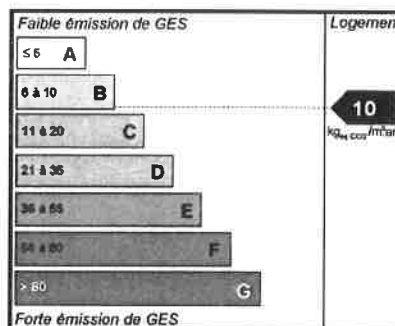 Faible émission de GES
Logement
≤ 5 A
6 à 10 B
10
11 à 20 C
21 à 35 D
36 à 55 E
56 à 80 F
> 80 G
Forte émission de GES